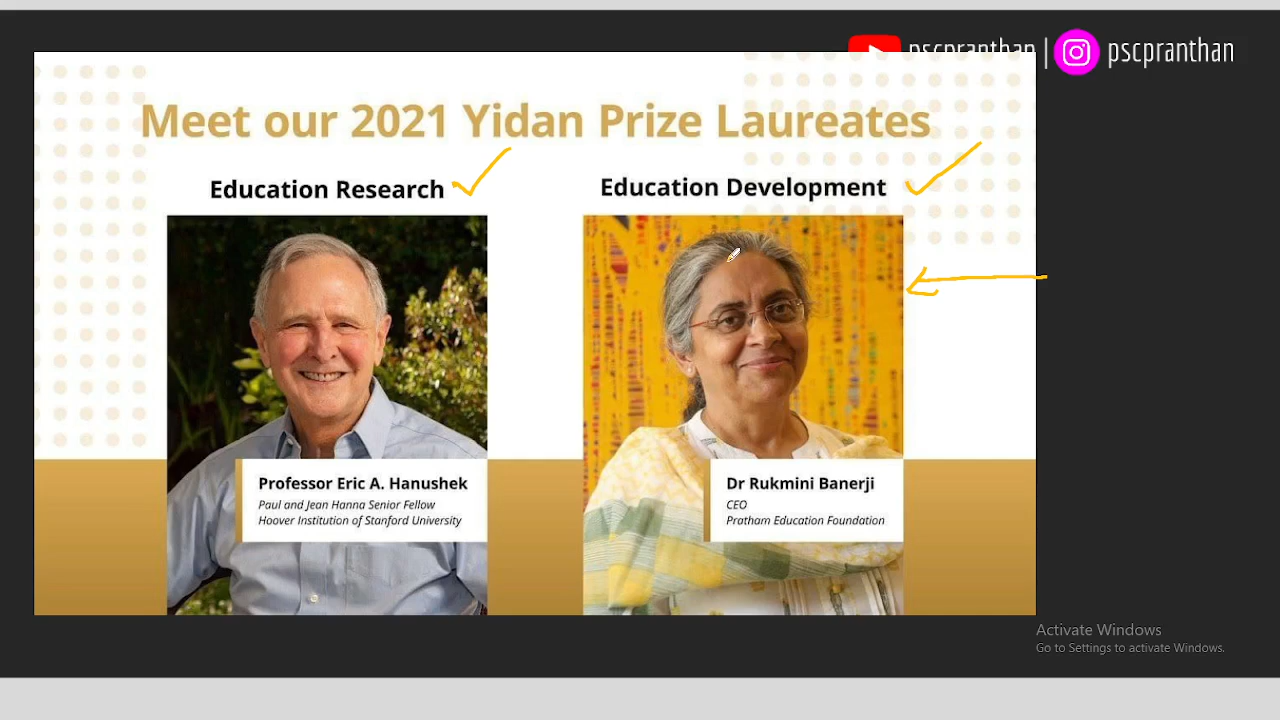 pscpranthan | pscpranthan
Meet our 2021 Yidan Prize Laureates
Education Research
Education Development
Professor Eric A. Hanushek
Paul and Jean Hanna Senior Fellow
Hoover Institution of Stanford University
Dr Rukmini Banerji
CEO
Pratham Education Foundation
Activate Windows
Go to Settings to activate Windows.